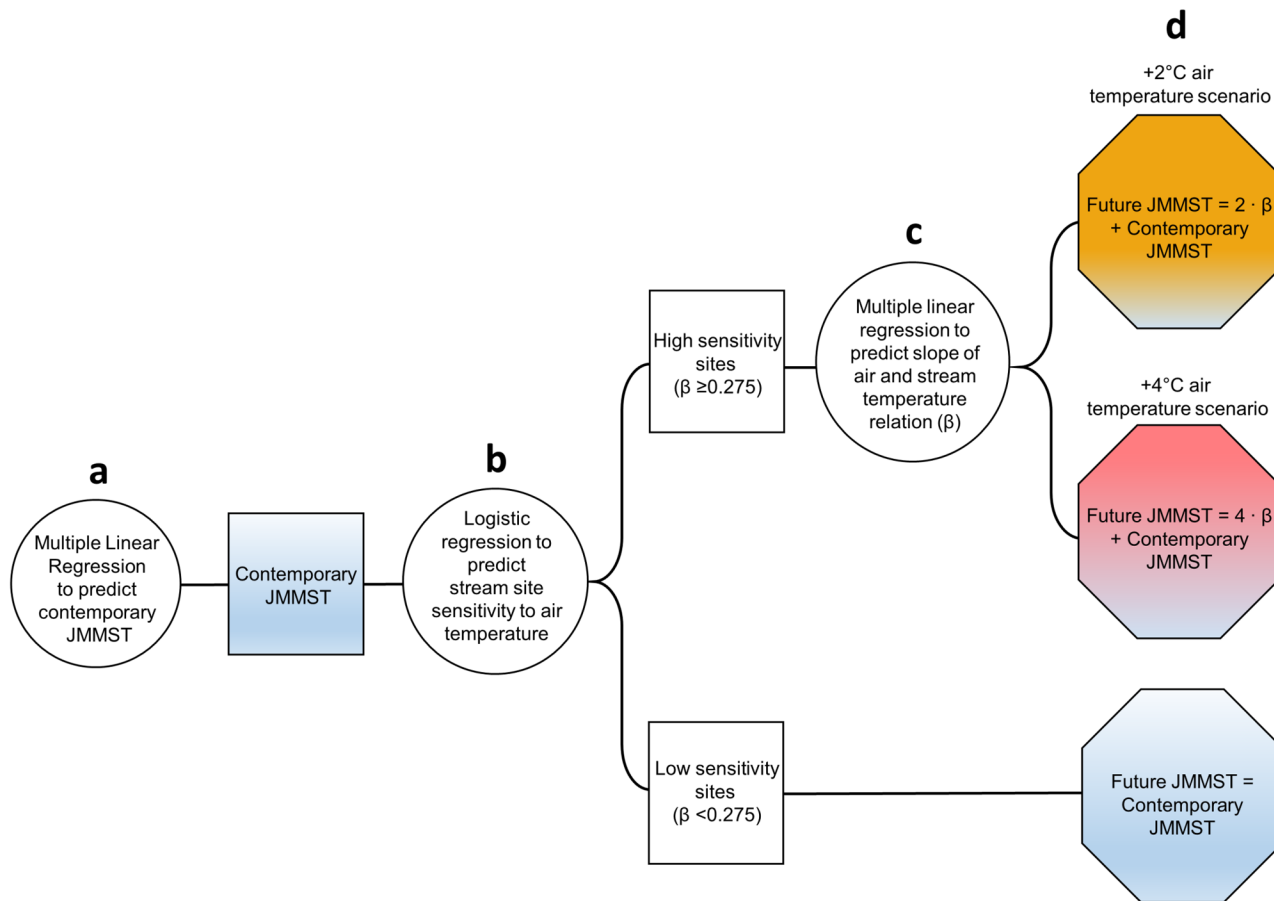 a
Multiple Linear
Regression
to predict
contemporary
JMMST
Contemporary
JMMST
b
Logistic
regression to
predict
stream site
sensitivity to air
temperature
High sensitivity
sites
(β ≥0.275)
Low sensitivity
sites
(β <0.275)
c
Multiple linear
regression to
predict slope of
air and stream
temperature
relation (β)
d
+2°C air
temperature scenario
Future JMMST = 2 · β
+ Contemporary
JMMST
+4°C air
temperature scenario
Future JMMST = 4 · β
+ Contemporary
JMMST
Future JMMST =
Contemporary
JMMST